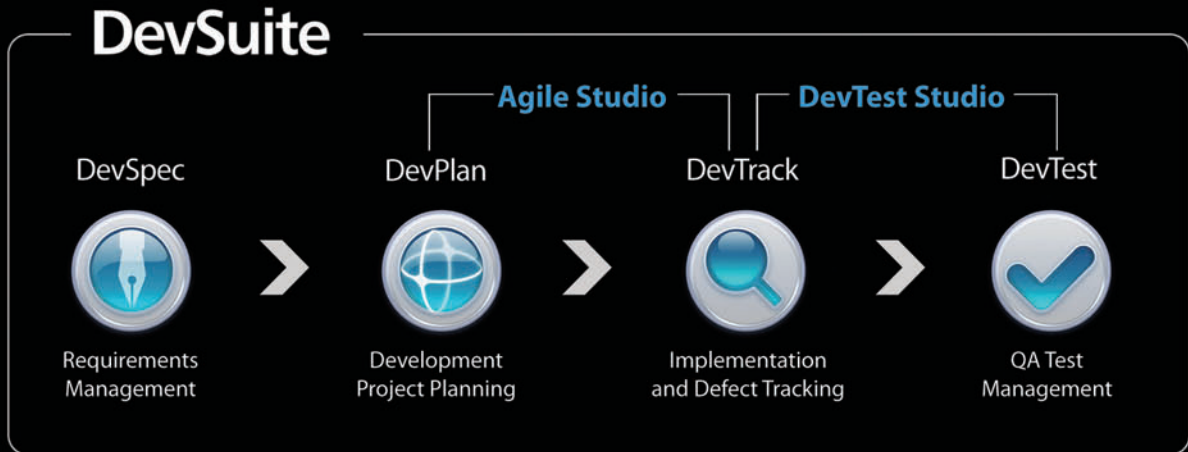 DevSuite
Agile Studio
DevTest Studio
DevSpec
DevPlan
DevTrack
DevTest
Requirements
Management
Development
Project Planning
Implementation
and Defect Tracking
QA Test
Management